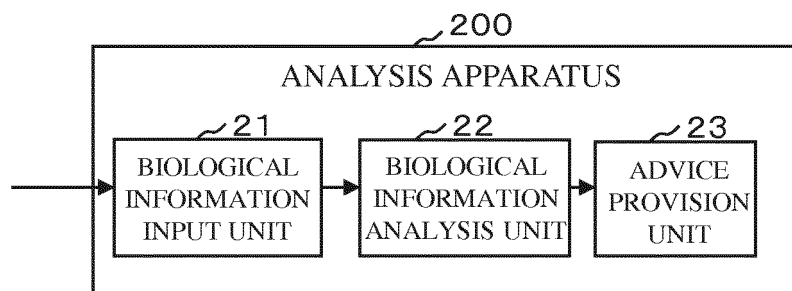 200
ANALYSIS APPARATUS
21
BIOLOGICAL
INFORMATION
INPUT UNIT
22
BIOLOGICAL
INFORMATION
ANALYSIS UNIT
23
ADVICE
PROVISION
UNIT